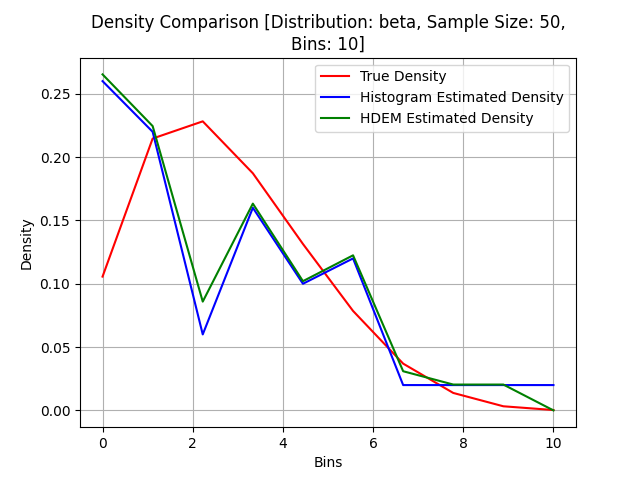 Density Comparison [Distribution: beta, Sample Size: 50,
Bins: 10]
True Density
Histogram Estimated Density
HDEM Estimated Density
Density
0.25
0.20
0.15
0.10
0.05
0.00
0 2 4 6 8 10
Bins